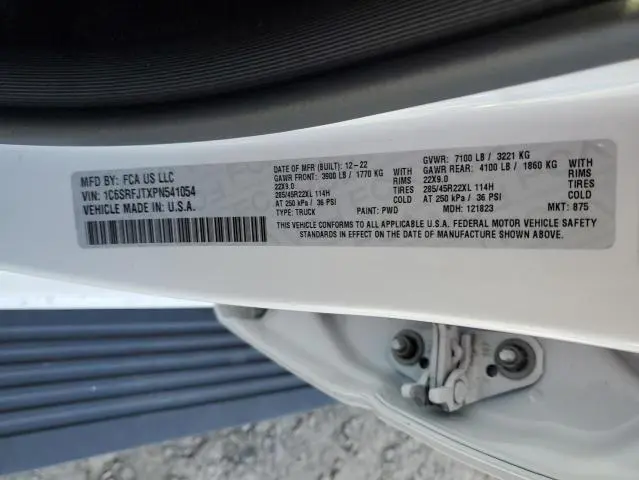 MFD BY: FCA US LLC
VIN: 1C6SRFJTXPN541054
VEHICLE MADE IN: U.S.A.
DATE OF MFR (BUILT): 12-22
GAWR FRONT: 3900 LB/ 1770 KG WITH
22X9.0 RIMS
285/45R22XL 114H TIRES
AT 250 kPa / 36 PSI COLD
TYPE: TRUCK PAINT: PWD
GVWR: 7100 LB / 3221 KG
GAWR REAR: 4100 LB / 1860 KG WITH
22X9.0 RIMS
285/45R22XL 114H TIRES
AT 250 kPa / 36 PSI COLD
MDH: 121823 MKT: 875
THIS VEHICLE CONFORMS TO ALL APPLICABLE U.S.A. FEDERAL MOTOR VEHICLE SAFETY
STANDARDS IN EFFECT ON THE DATE OF MANUFACTURE SHOWN ABOVE.